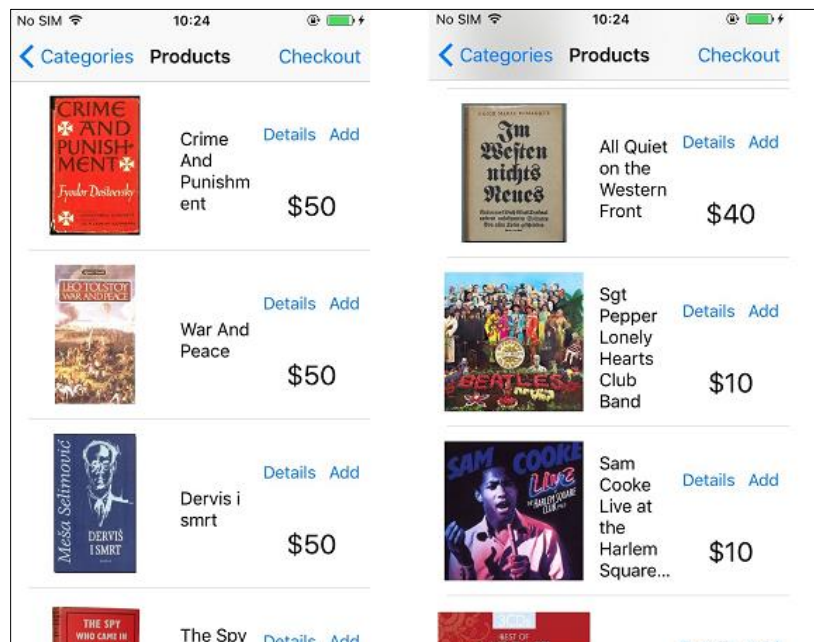 No SIM 10:24
Categories Products Checkout
CRIME
AND
PUNISH-
MENT
Fyodor Dostoevsky
Crime
And
Punishm
ent
Details Add
$50
LEO TOLSTOY
WAR AND PEACE
War And
Peace
Details Add
$50
Meša Selimović
DERVIŠ
I SMRT
Dervis i
smrt
Details Add
$50
THE SPY
WHO CAME IN
The Spy
Details Add
No SIM 10:24
Categories Products Checkout
Im
Westen
nichts
Neues
All Quiet
on the
Western
Front
Details Add
$40
BEATLES
Sgt
Pepper
Lonely
Hearts
Club
Band
Details Add
$10
SAM COOKE
Live
HARLEM SQUARE
CLUB
Sam
Cooke
Live at
the
Harlem
Square...
Details Add
$10
3CDs
BEST OF